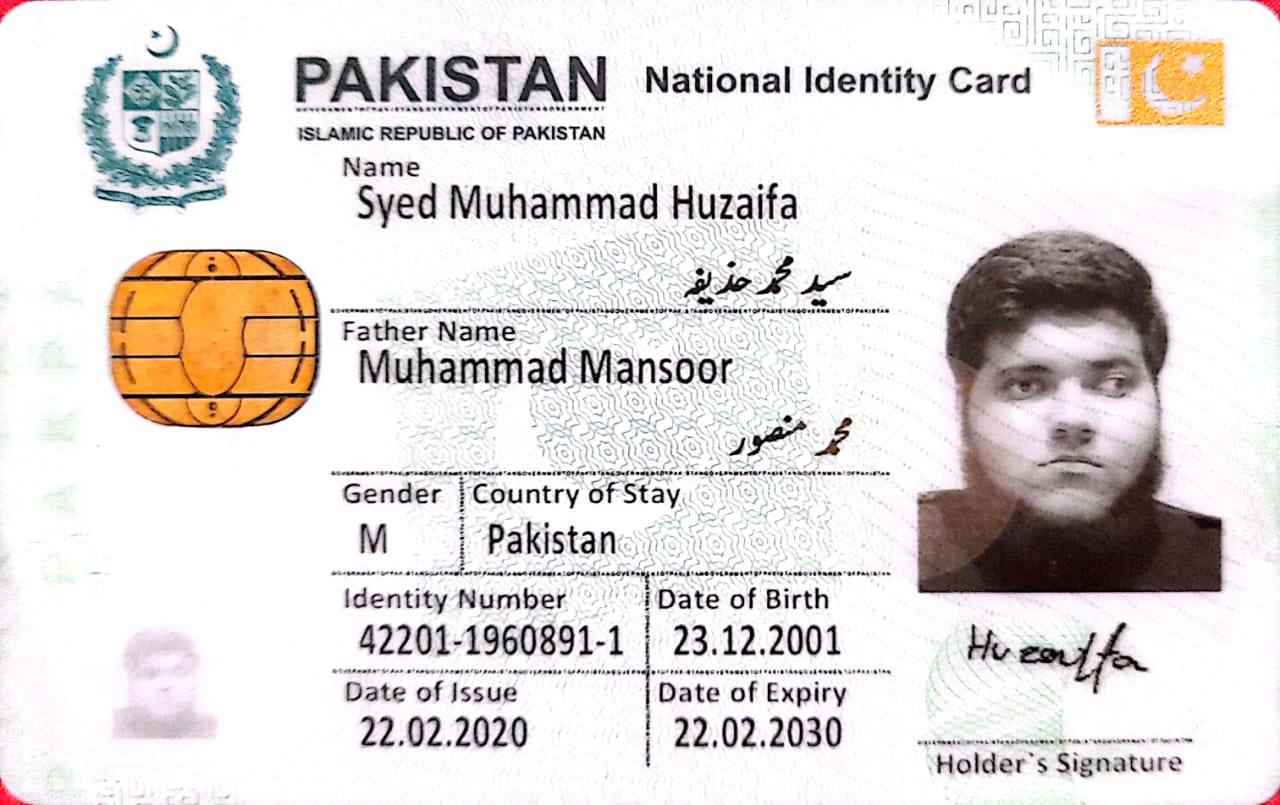 PAKISTAN National Identity Card
ISLAMIC REPUBLIC OF PAKISTAN
Name
Syed Muhammad Huzaifa
سید محمد حذیفہ
Father Name
Muhammad Mansoor
محمد منصور
Gender Country of Stay
M Pakistan
Identity Number Date of Birth
42201-1960891-1 23.12.2001
Date of Issue Date of Expiry
22.02.2020 22.02.2030
Huzaiffa
Holder`s Signature